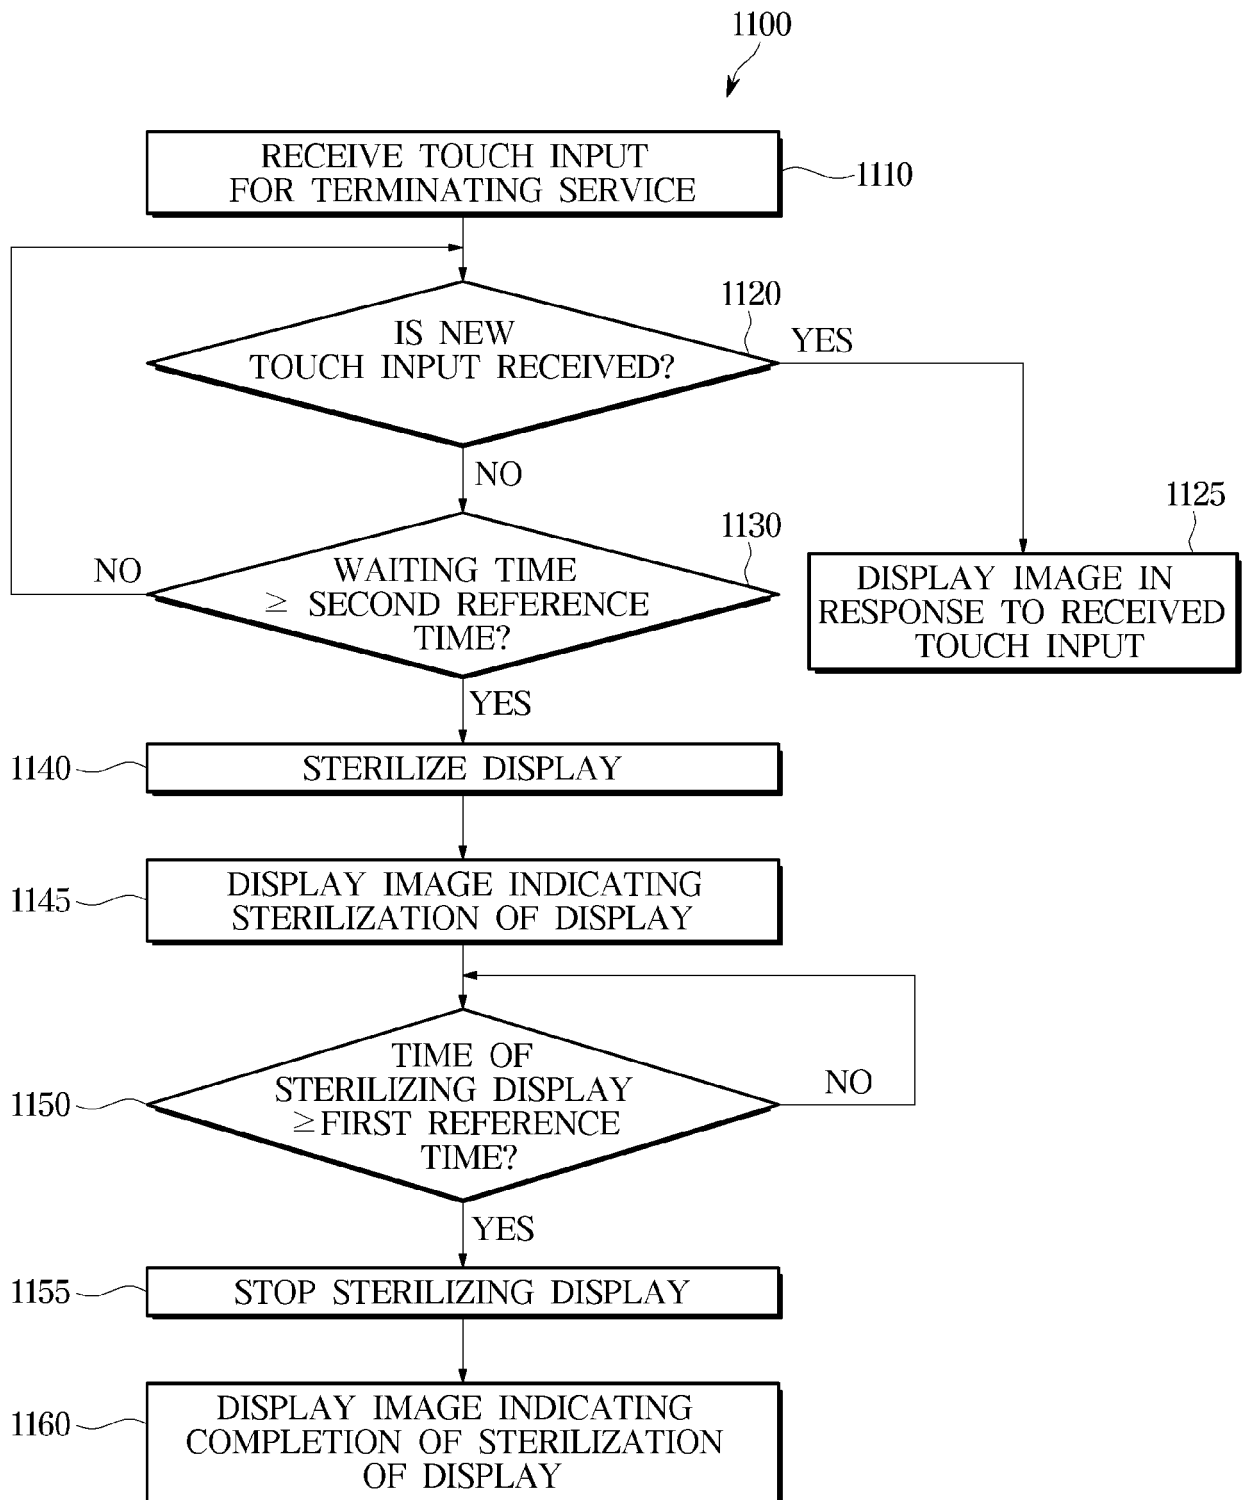 1100
RECEIVE TOUCH INPUT
FOR TERMINATING SERVICE
1110
1120
IS NEW
TOUCH INPUT RECEIVED?
YES
NO
1125
1130
NO
WAITING TIME
≥ SECOND REFERENCE
TIME?
DISPLAY IMAGE IN
RESPONSE TO RECEIVED
TOUCH INPUT
YES
1140
STERILIZE DISPLAY
1145
DISPLAY IMAGE INDICATING
STERILIZATION OF DISPLAY
1150
TIME OF
STERILIZING DISPLAY
≥FIRST REFERENCE
TIME?
NO
YES
1155
STOP STERILIZING DISPLAY
1160
DISPLAY IMAGE INDICATING
COMPLETION OF STERILIZATION
OF DISPLAY